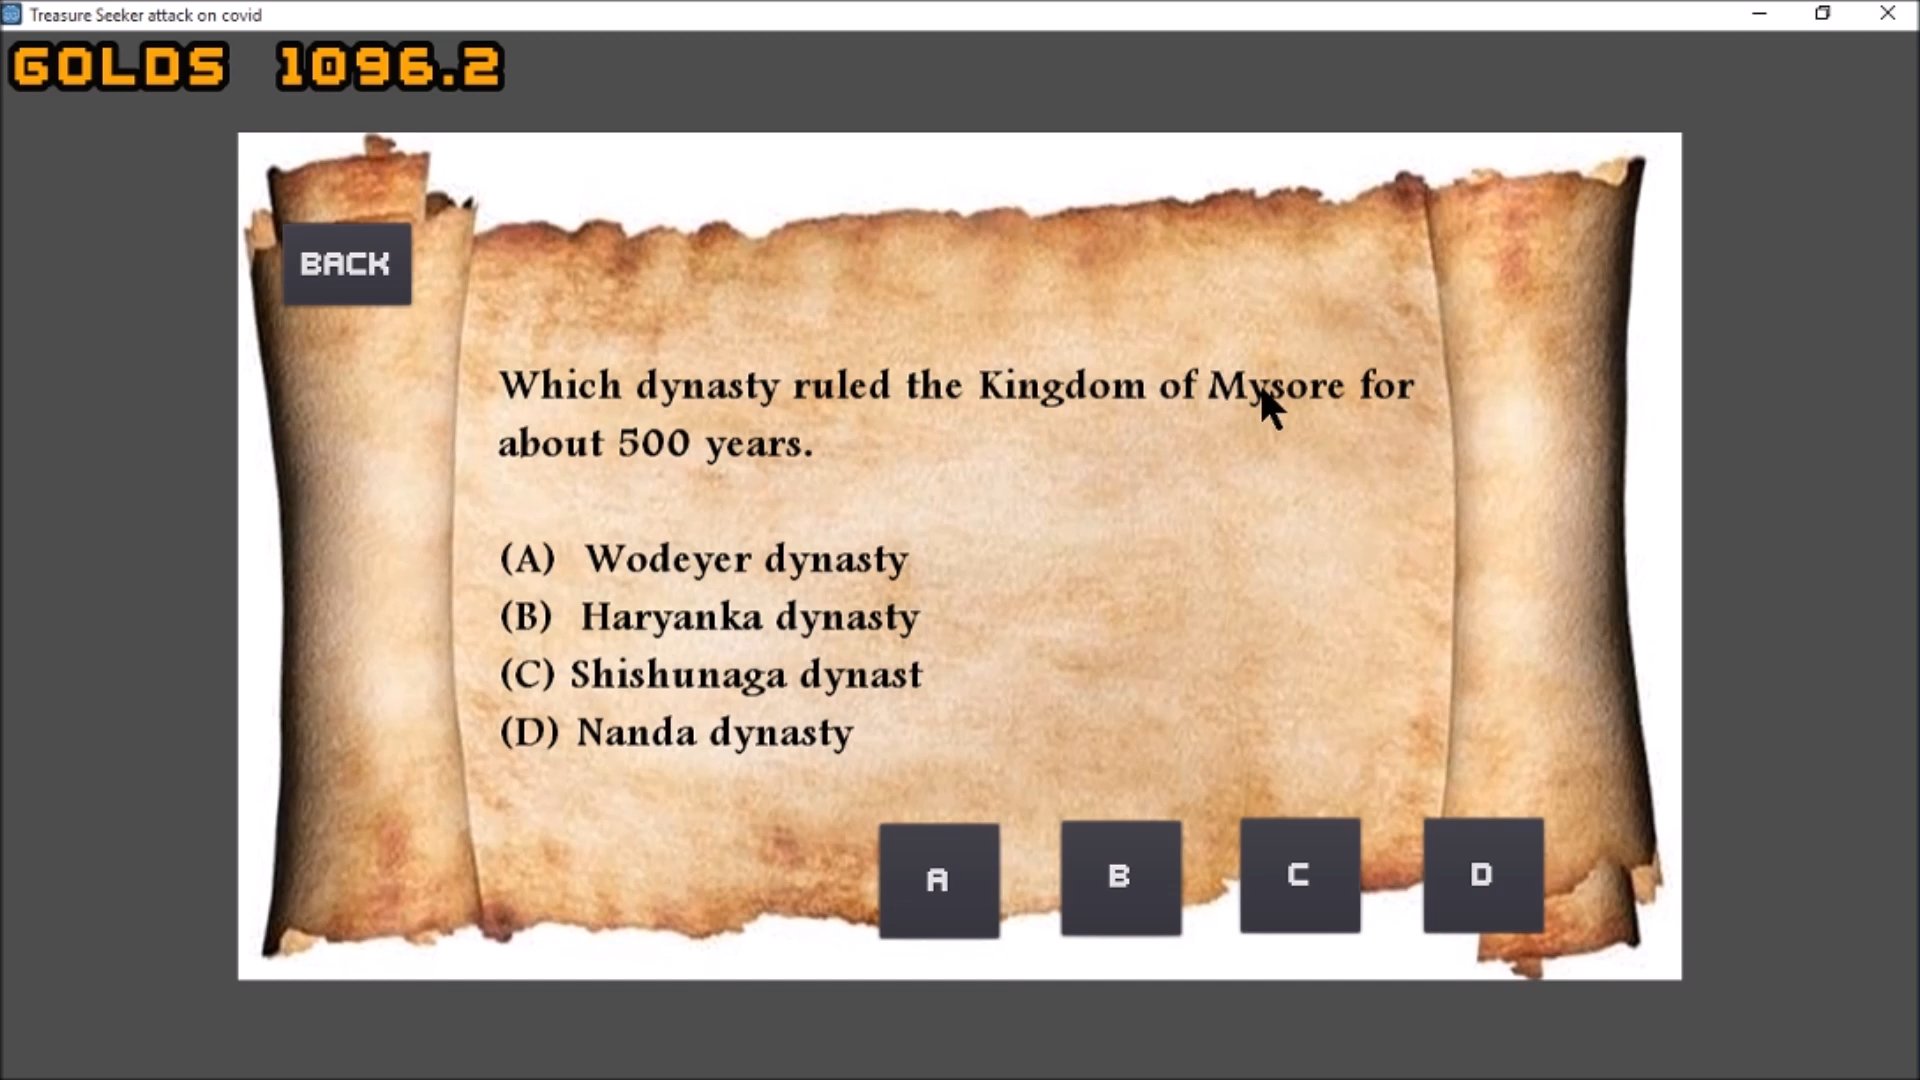 Treasure Seeker attack on covid
GOLDS 1096.2
BACK
Which dynasty ruled the Kingdom of Mysore for
about 500 years.
(A) Wodeyer dynasty
(B) Haryanka dynasty
(C) Shishunaga dynast
(D) Nanda dynasty
A B C D